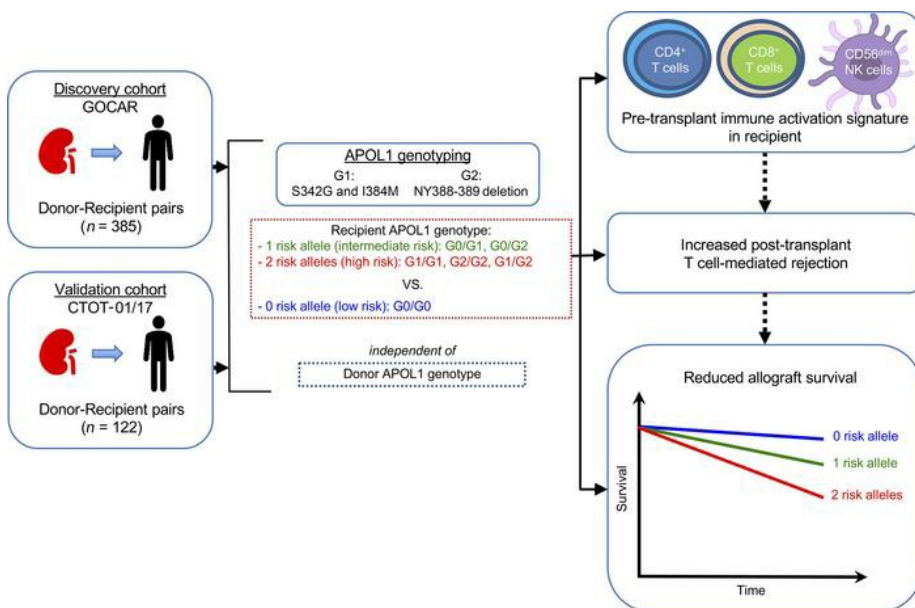 Discovery cohort
GOCAR
Donor-Recipient pairs
(n = 385)
Validation cohort
CTOT-01/17
Donor-Recipient pairs
(n = 122)
APOL1 genotyping
G1:
S342G and I384M
G2:
NY388-389 deletion
Recipient APOL1 genotype:
- 1 risk allele (intermediate risk): G0/G1, G0/G2
- 2 risk alleles (high risk): G1/G1, G2/G2, G1/G2
VS.
- 0 risk allele (low risk): G0/G0
independent of
Donor APOL1 genotype
CD4⁺
T cells
CD8⁺
T cells
CD56ᵈⁱᵐ
NK cells
Pre-transplant immune activation signature
in recipient
Increased post-transplant
T cell-mediated rejection
Reduced allograft survival
Survival
0 risk allele
1 risk allele
2 risk alleles
Time